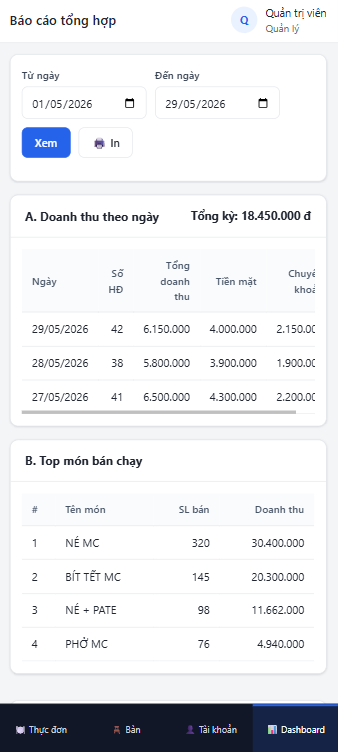 Báo cáo tổng hợp
Q
Quản trị viên
Quản lý
Từ ngày
Đến ngày
01/05/2026
29/05/2026
Xem
In
A. Doanh thu theo ngày
Tổng kỳ: 18.450.000 đ
Ngày Số HĐ Tổng doanh thu Tiền mặt Chuyể khoả
29/05/2026 42 6.150.000 4.000.000 2.150.00
28/05/2026 38 5.800.000 3.900.000 1.900.00
27/05/2026 41 6.500.000 4.300.000 2.200.00
B. Top món bán chạy
# Tên món SL bán Doanh thu
1 NÉ MC 320 30.400.000
2 BÍT TẾT MC 145 20.300.000
3 NÉ + PATE 98 11.662.000
4 PHỞ MC 76 4.940.000
Thực đơn Bàn Tài khoản Dashboard